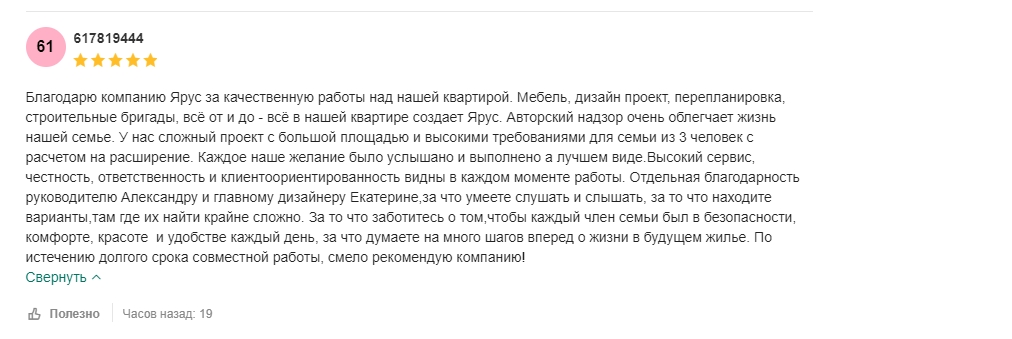 61
617819444
Благодарю компанию Ярус за качественную работы над нашей квартирой. Мебель, дизайн проект, перепланировка,
строительные бригады, всё от и до - всё в нашей квартире создает Ярус. Авторский надзор очень облегчает жизнь
нашей семье. У нас сложный проект с большой площадью и высокими требованиями для семьи из 3 человек с
расчетом на расширение. Каждое наше желание было услышано и выполнено а лучшем виде.Высокий сервис,
честность, ответственность и клиентоориентированность видны в каждом моменте работы. Отдельная благодарность
руководителю Александру и главному дизайнеру Екатерине,за что умеете слушать и слышать, за то что находите
варианты,там где их найти крайне сложно. За то что заботитесь о том,чтобы каждый член семьи был в безопасности,
комфорте, красоте  и удобстве каждый день, за что думаете на много шагов вперед о жизни в будущем жилье. По
истечению долгого срока совместной работы, смело рекомендую компанию!
Свернуть
Полезно Часов назад: 19